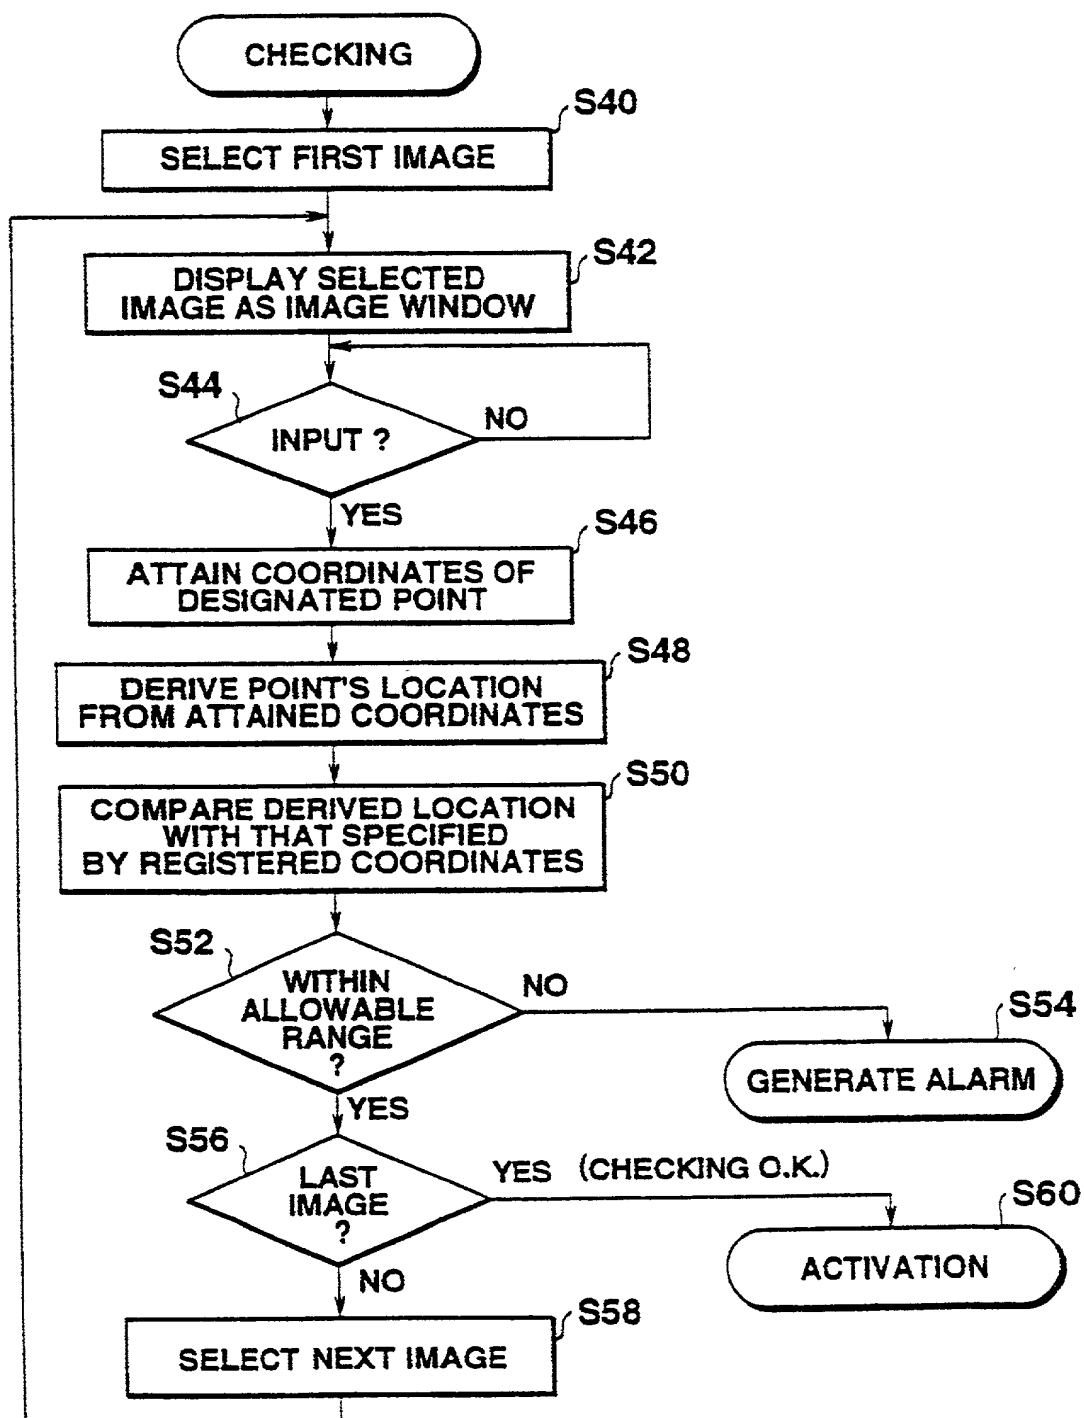 CHECKING
S40
SELECT FIRST IMAGE
S42
DISPLAY SELECTED
IMAGE AS IMAGE WINDOW
S44
INPUT ?
NO
YES
S46
ATTAIN COORDINATES OF
DESIGNATED POINT
S48
DERIVE POINT'S LOCATION
FROM ATTAINED COORDINATES
S50
COMPARE DERIVED LOCATION
WITH THAT SPECIFIED
BY REGISTERED COORDINATES
S52
WITHIN
ALLOWABLE
RANGE
?
NO
S54
GENERATE ALARM
YES
S56
LAST
IMAGE
?
YES (CHECKING O.K.)
S60
ACTIVATION
NO
S58
SELECT NEXT IMAGE